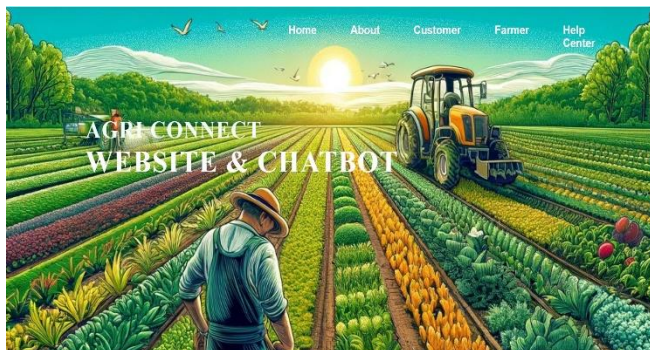 Home About Customer Farmer Help
Center
AGRI CONNECT
WEBSITE & CHATBOT